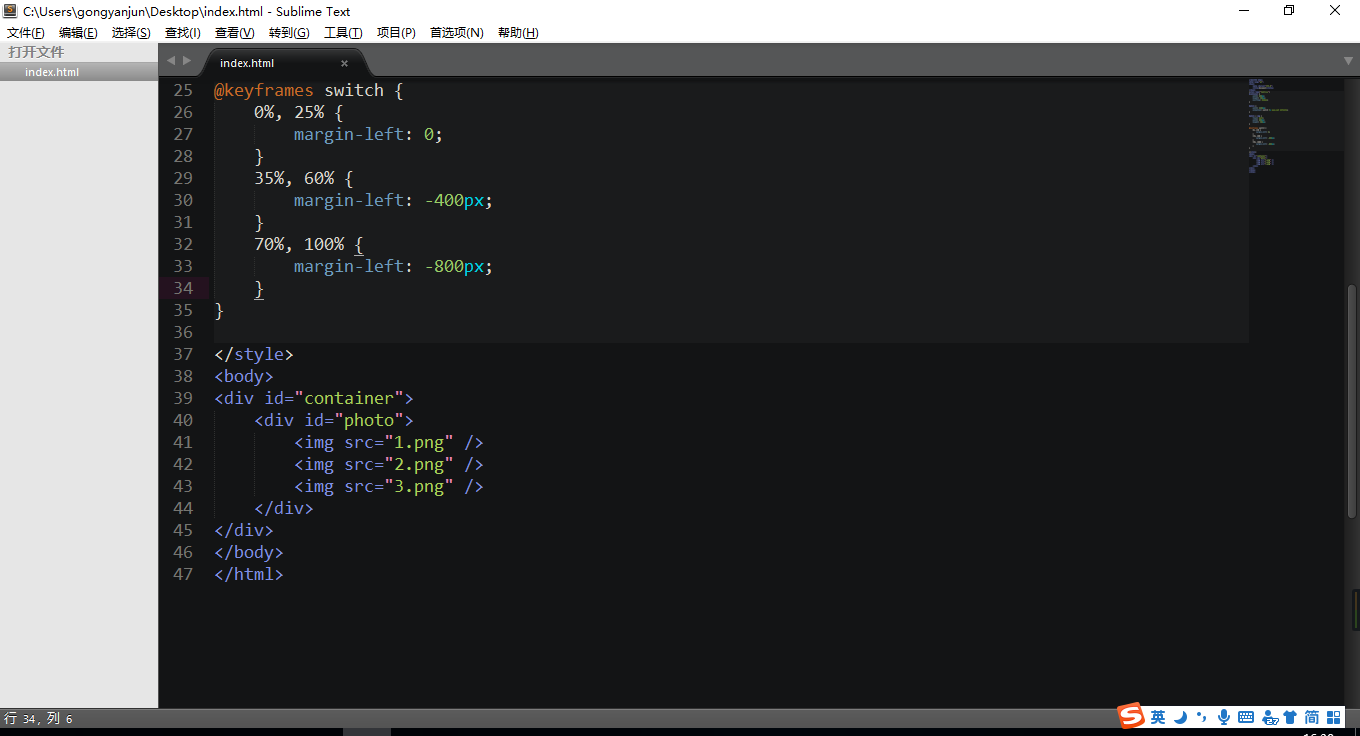 C:\Users\gongyanjun\Desktop\index.html - Sublime Text
文件(F) 编辑(E) 选择(S) 查找(I) 查看(V) 转到(G) 工具(T) 项目(P) 首选项(N) 帮助(H)
打开文件
index.html
index.html ×
25 @keyframes switch {
26     0%, 25% {
27         margin-left: 0;
28     }
29     35%, 60% {
30         margin-left: -400px;
31     }
32     70%, 100% {
33         margin-left: -800px;
34     }
35 }
36
37 </style>
38 <body>
39 <div id="container">
40     <div id="photo">
41         <img src="1.png" />
42         <img src="2.png" />
43         <img src="3.png" />
44     </div>
45 </div>
46 </body>
47 </html>
行 34, 列 6
S 英 简